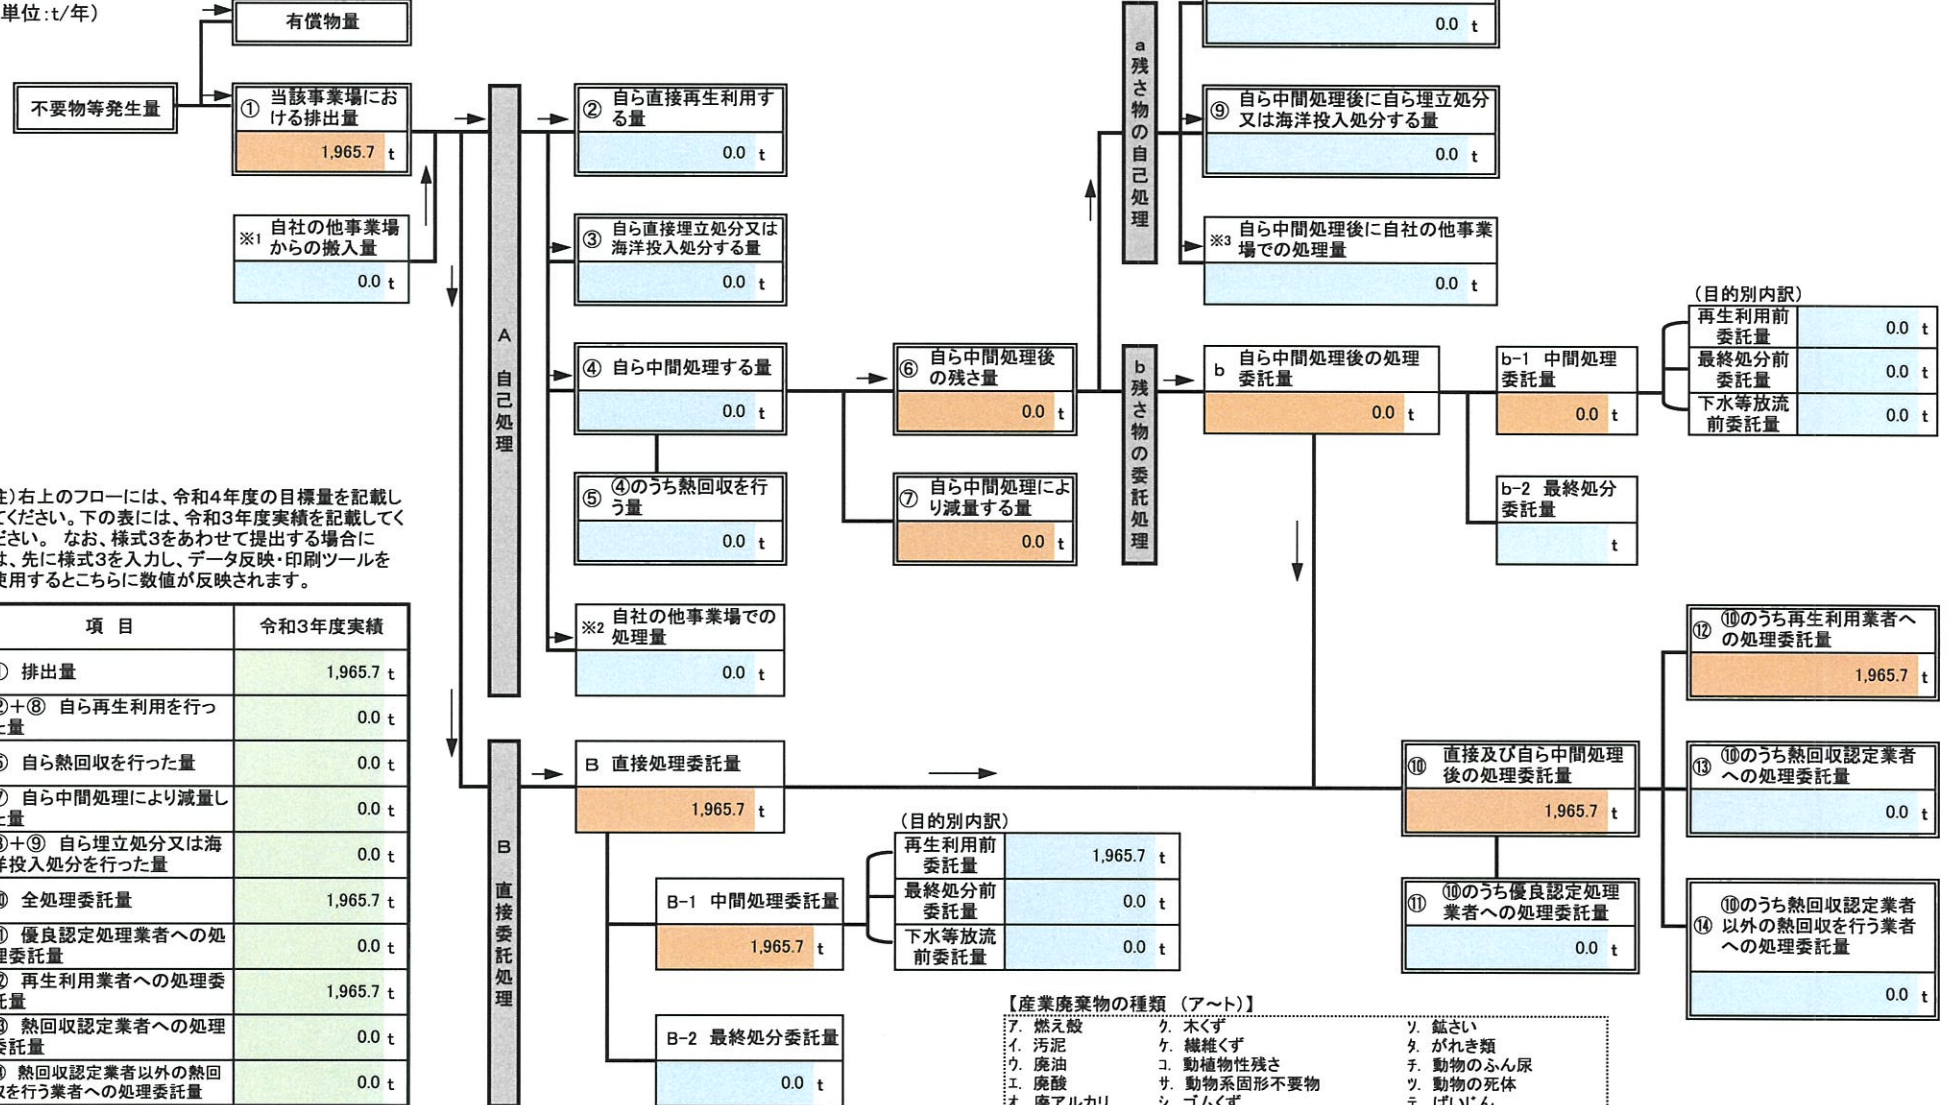 単位:t/年)
有償物量
不要物等発生量
① 当該事業場にお
ける排出量
1,965.7 t
※1 自社の他事業場
からの搬入量
0.0 t
A 自己処理
② 自ら直接再生利用す
る量
0.0 t
③ 自ら直接埋立処分又は
海洋投入処分する量
0.0 t
④ 自ら中間処理する量
0.0 t
⑤ ④のうち熱回収を行
う量
0.0 t
※2 自社の他事業場での
処理量
0.0 t
⑥ 自ら中間処理後
の残さ量
0.0 t
⑦ 自ら中間処理によ
り減量する量
0.0 t
a 残さ物の自己処理
0.0 t
⑨ 自ら中間処理後に自ら埋立処分
又は海洋投入処分する量
0.0 t
※3 自ら中間処理後に自社の他事業
場での処理量
0.0 t
b 残さ物の委託処理
b 自ら中間処理後の処理
委託量
0.0 t
b-1 中間処理
委託量
0.0 t
(目的別内訳)
再生利用前
委託量
0.0 t
最終処分前
委託量
0.0 t
下水等放流
前委託量
0.0 t
b-2 最終処分
委託量
t
注)右上のフローには、令和4年度の目標量を記載し
てください。下の表には、令和3年度実績を記載してく
ださい。 なお、様式3をあわせて提出する場合に
は、先に様式3を入力し、データ反映・印刷ツールを
使用するとこちらに数値が反映されます。
項 目 令和3年度実績
① 排出量 1,965.7 t
②+⑧ 自ら再生利用を行っ
た量
0.0 t
⑤ 自ら熱回収を行った量 0.0 t
⑦ 自ら中間処理により減量し
た量
0.0 t
③+⑨ 自ら埋立処分又は海
洋投入処分を行った量
0.0 t
⑩ 全処理委託量 1,965.7 t
⑪ 優良認定処理業者への処
理委託量
0.0 t
⑫ 再生利用業者への処理委
託量
1,965.7 t
⑬ 熱回収認定業者への処理
委託量
0.0 t
⑭ 熱回収認定業者以外の熱回
収を行う業者への処理委託量
0.0 t
B 直接委託処理
B 直接処理委託量
1,965.7 t
B-1 中間処理委託量
1,965.7 t
(目的別内訳)
再生利用前
委託量
1,965.7 t
最終処分前
委託量
0.0 t
下水等放流
前委託量
0.0 t
B-2 最終処分委託量
0.0 t
⑩ 直接及び自ら中間処理
後の処理委託量
1,965.7 t
⑪ ⑩のうち優良認定処理
業者への処理委託量
0.0 t
⑫ ⑩のうち再生利用業者へ
の処理委託量
1,965.7 t
⑬ ⑩のうち熱回収認定業者
への処理委託量
0.0 t
⑭ ⑩のうち熱回収認定業者
以外の熱回収を行う業者
への処理委託量
0.0 t
【産業廃棄物の種類 (ア~ト)】
ア. 燃え殻 ク. 木くず ソ. 鉱さい
イ. 汚泥 ケ. 繊維くず タ. がれき類
ウ. 廃油 コ. 動植物性残さ チ. 動物のふん尿
エ. 廃酸 サ. 動物系固形不要物 ツ. 動物の死体
オ. 廃アルカリ シ. ゴムくず テ. ばいじん